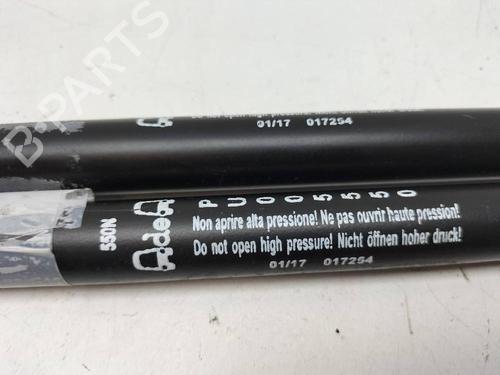 B-PARTS
01/17 017254
550N
PU005550
Non aprire alta pressione! Ne pas ouvrir haute pression!
Do not open high pressure! Nicht öffnen hoher druck!
01/17 017254